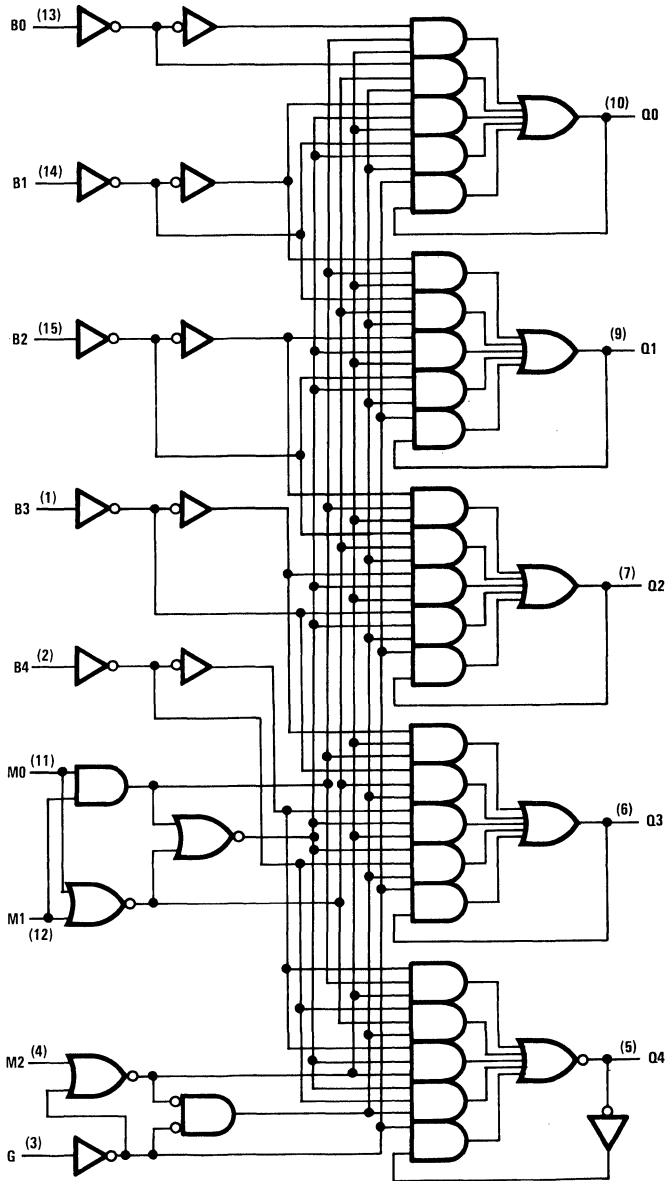 B0 (13)
(10) Q0
B1 (14)
B2 (15)
(9) Q1
B3 (1)
(7) Q2
B4 (2)
M0 (11)
(6) Q3
M1 (12)
M2 (4)
(5) Q4
G (3)